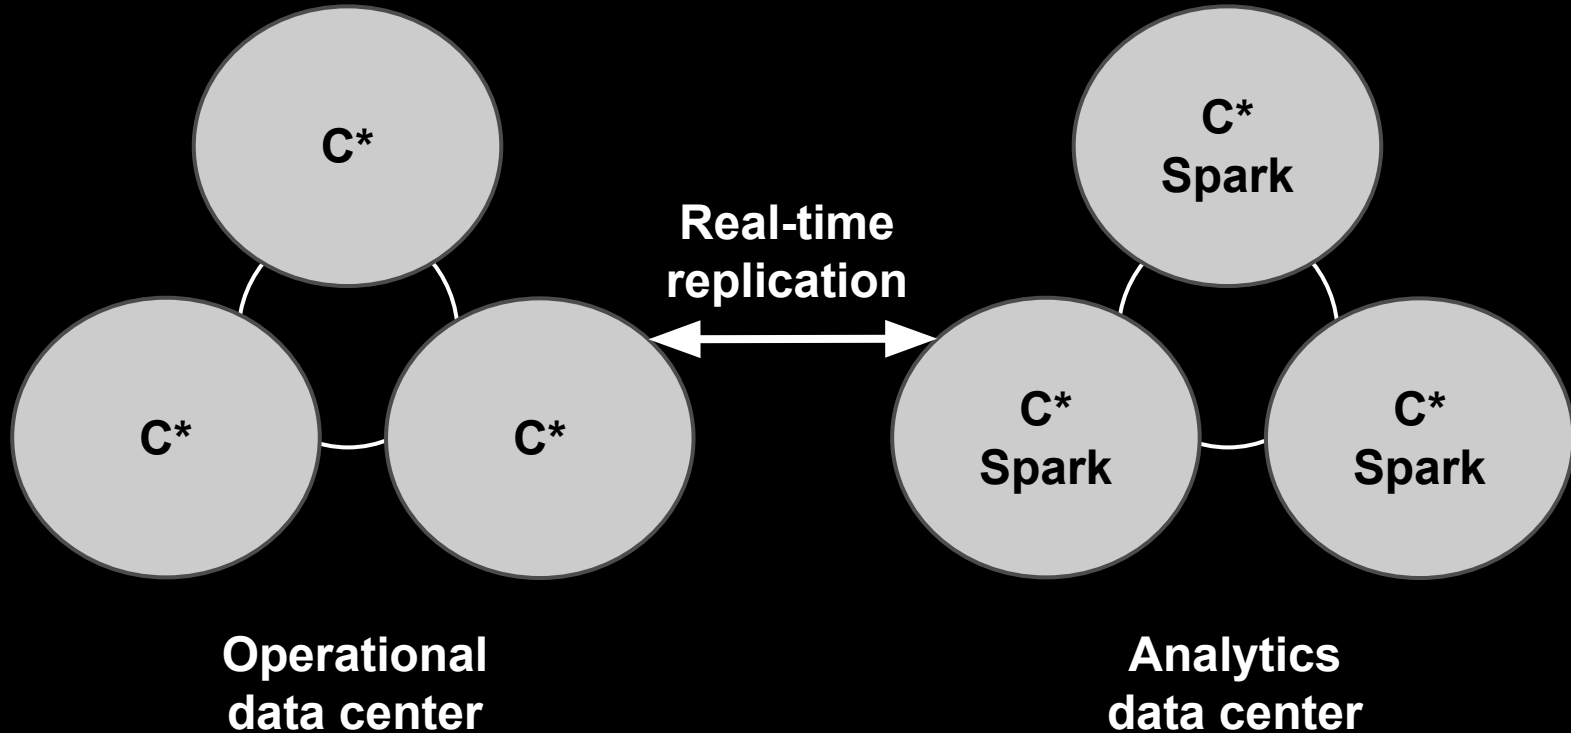 C*
C*
C*
Operational
data center
Real-time
replication
C*
Spark
C*
Spark
C*
Spark
Analytics
data center